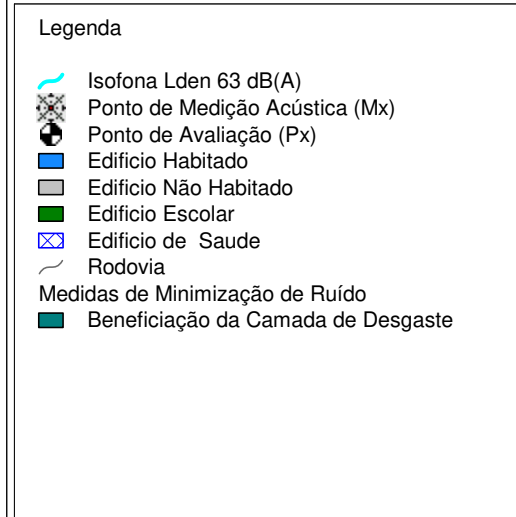 Legenda
Isofona Lden 63 dB(A)
Ponto de Medição Acústica (Mx)
Ponto de Avaliação (Px)
Edificio Habitado
Edificio Não Habitado
Edificio Escolar
Edificio de Saude
Rodovia
Medidas de Minimização de Ruído
Beneficiação da Camada de Desgaste